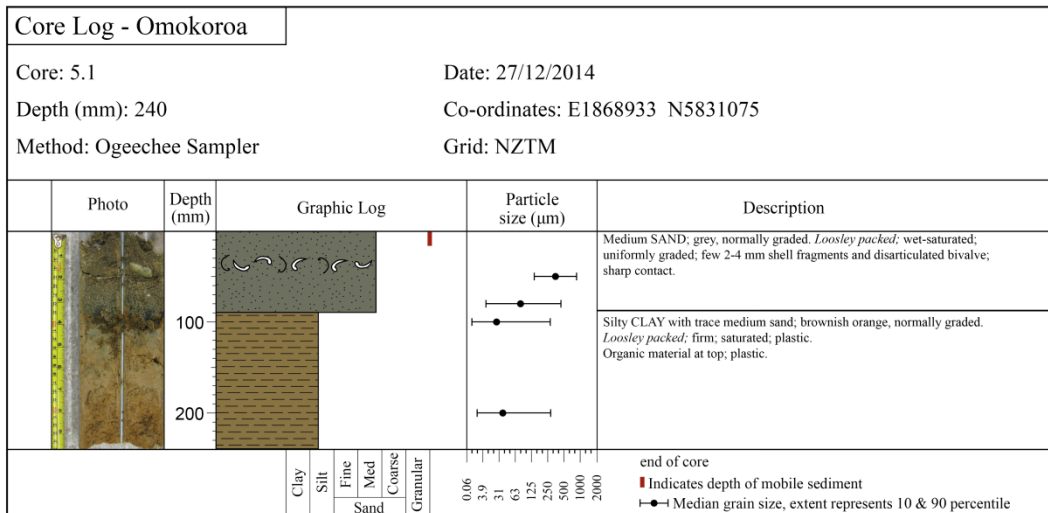 Core Log - Omokoroa
Core: 5.1
Date: 27/12/2014
Depth (mm): 240
Co-ordinates: E1868933 N5831075
Method: Ogeechee Sampler
Grid: NZTM
Photo
Depth (mm)
Graphic Log
Particle size (μm)
Description
Medium SAND; grey, normally graded. Loosley packed; wet-saturated;
uniformly graded; few 2-4 mm shell fragments and disarticulated bivalve;
sharp contact.
100
Silty CLAY with trace medium sand; brownish orange, normally graded.
Loosley packed; firm; saturated; plastic.
Organic material at top; plastic.
200
Clay
Silt
Fine
Med
Coarse
Granular
Sand
0.06
3.9
31
63
125
250
500
1000
2000
end of core
Indicates depth of mobile sediment
Median grain size, extent represents 10 & 90 percentile